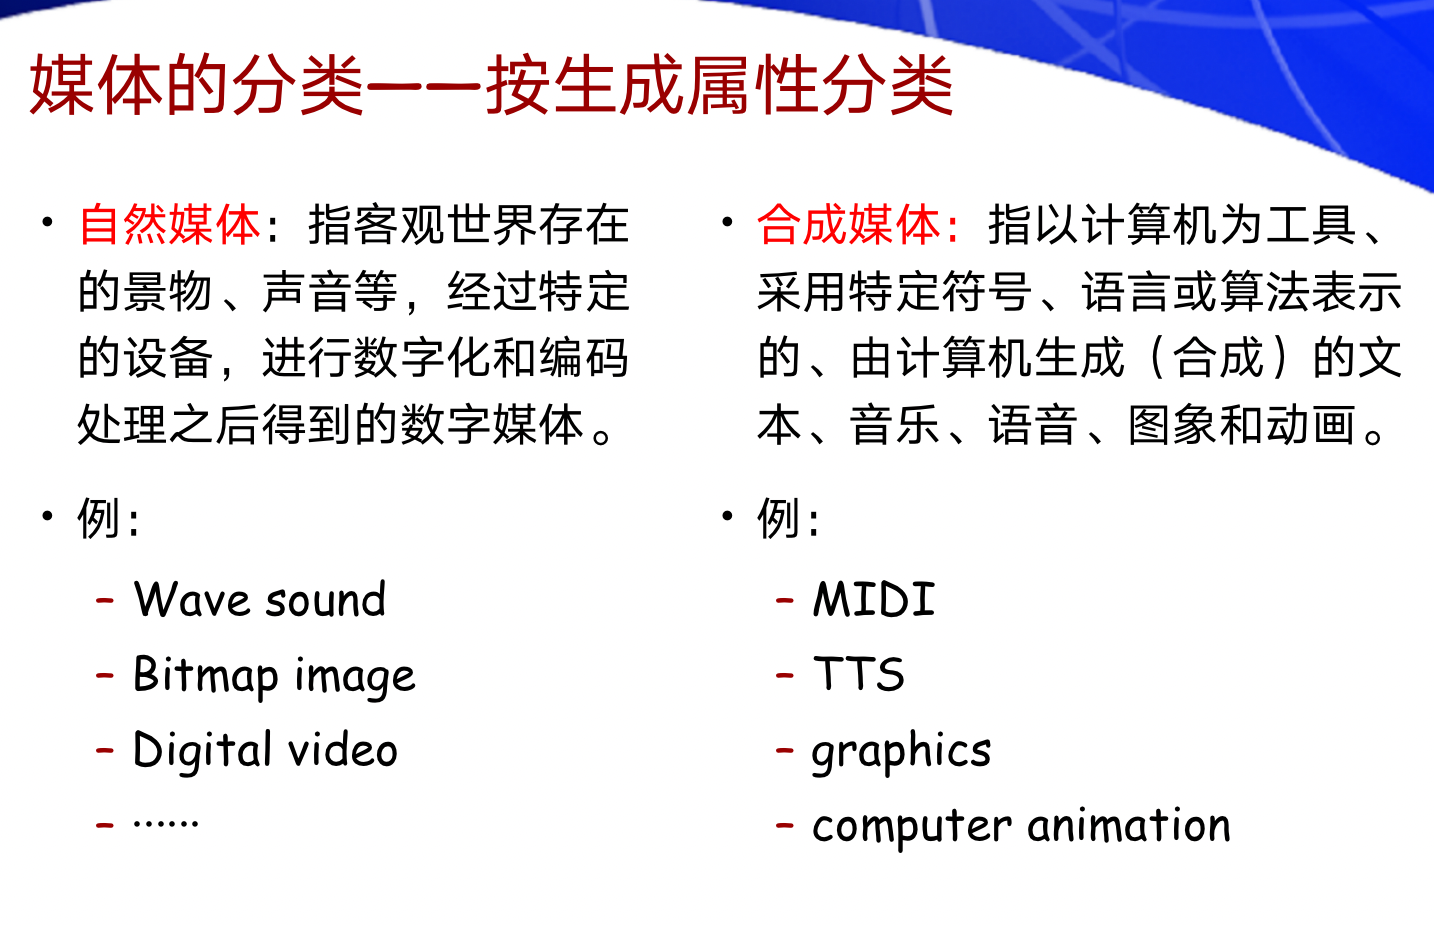 媒体的分类——按生成属性分类
• 自然媒体：指客观世界存在
的景物、声音等，经过特定
的设备，进行数字化和编码
处理之后得到的数字媒体。
• 例：
– Wave sound
– Bitmap image
– Digital video
– ……
• 合成媒体：指以计算机为工具、
采用特定符号、语言或算法表示
的、由计算机生成（合成）的文
本、音乐、语音、图象和动画。
• 例：
– MIDI
– TTS
– graphics
– computer animation